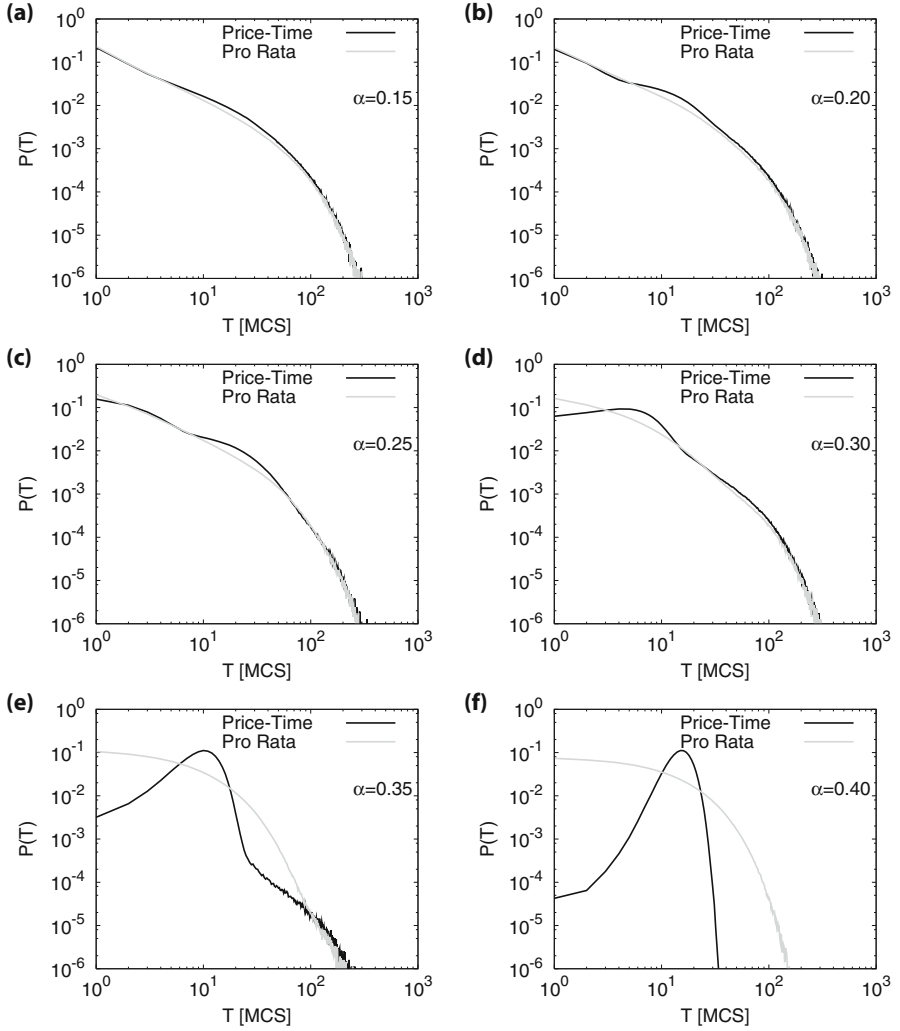 (a)
10^0
10^-1
10^-2
10^-3
10^-4
10^-5
10^-6
P(T)
Price-Time
Pro Rata
α=0.15
10^0 10^1 10^2 10^3
T [MCS]
(b)
10^0
10^-1
10^-2
10^-3
10^-4
10^-5
10^-6
P(T)
Price-Time
Pro Rata
α=0.20
10^0 10^1 10^2 10^3
T [MCS]
(c)
10^0
10^-1
10^-2
10^-3
10^-4
10^-5
10^-6
P(T)
Price-Time
Pro Rata
α=0.25
10^0 10^1 10^2 10^3
T [MCS]
(d)
10^0
10^-1
10^-2
10^-3
10^-4
10^-5
10^-6
P(T)
Price-Time
Pro Rata
α=0.30
10^0 10^1 10^2 10^3
T [MCS]
(e)
10^0
10^-1
10^-2
10^-3
10^-4
10^-5
10^-6
P(T)
Price-Time
Pro Rata
α=0.35
10^0 10^1 10^2 10^3
T [MCS]
(f)
10^0
10^-1
10^-2
10^-3
10^-4
10^-5
10^-6
P(T)
Price-Time
Pro Rata
α=0.40
10^0 10^1 10^2 10^3
T [MCS]